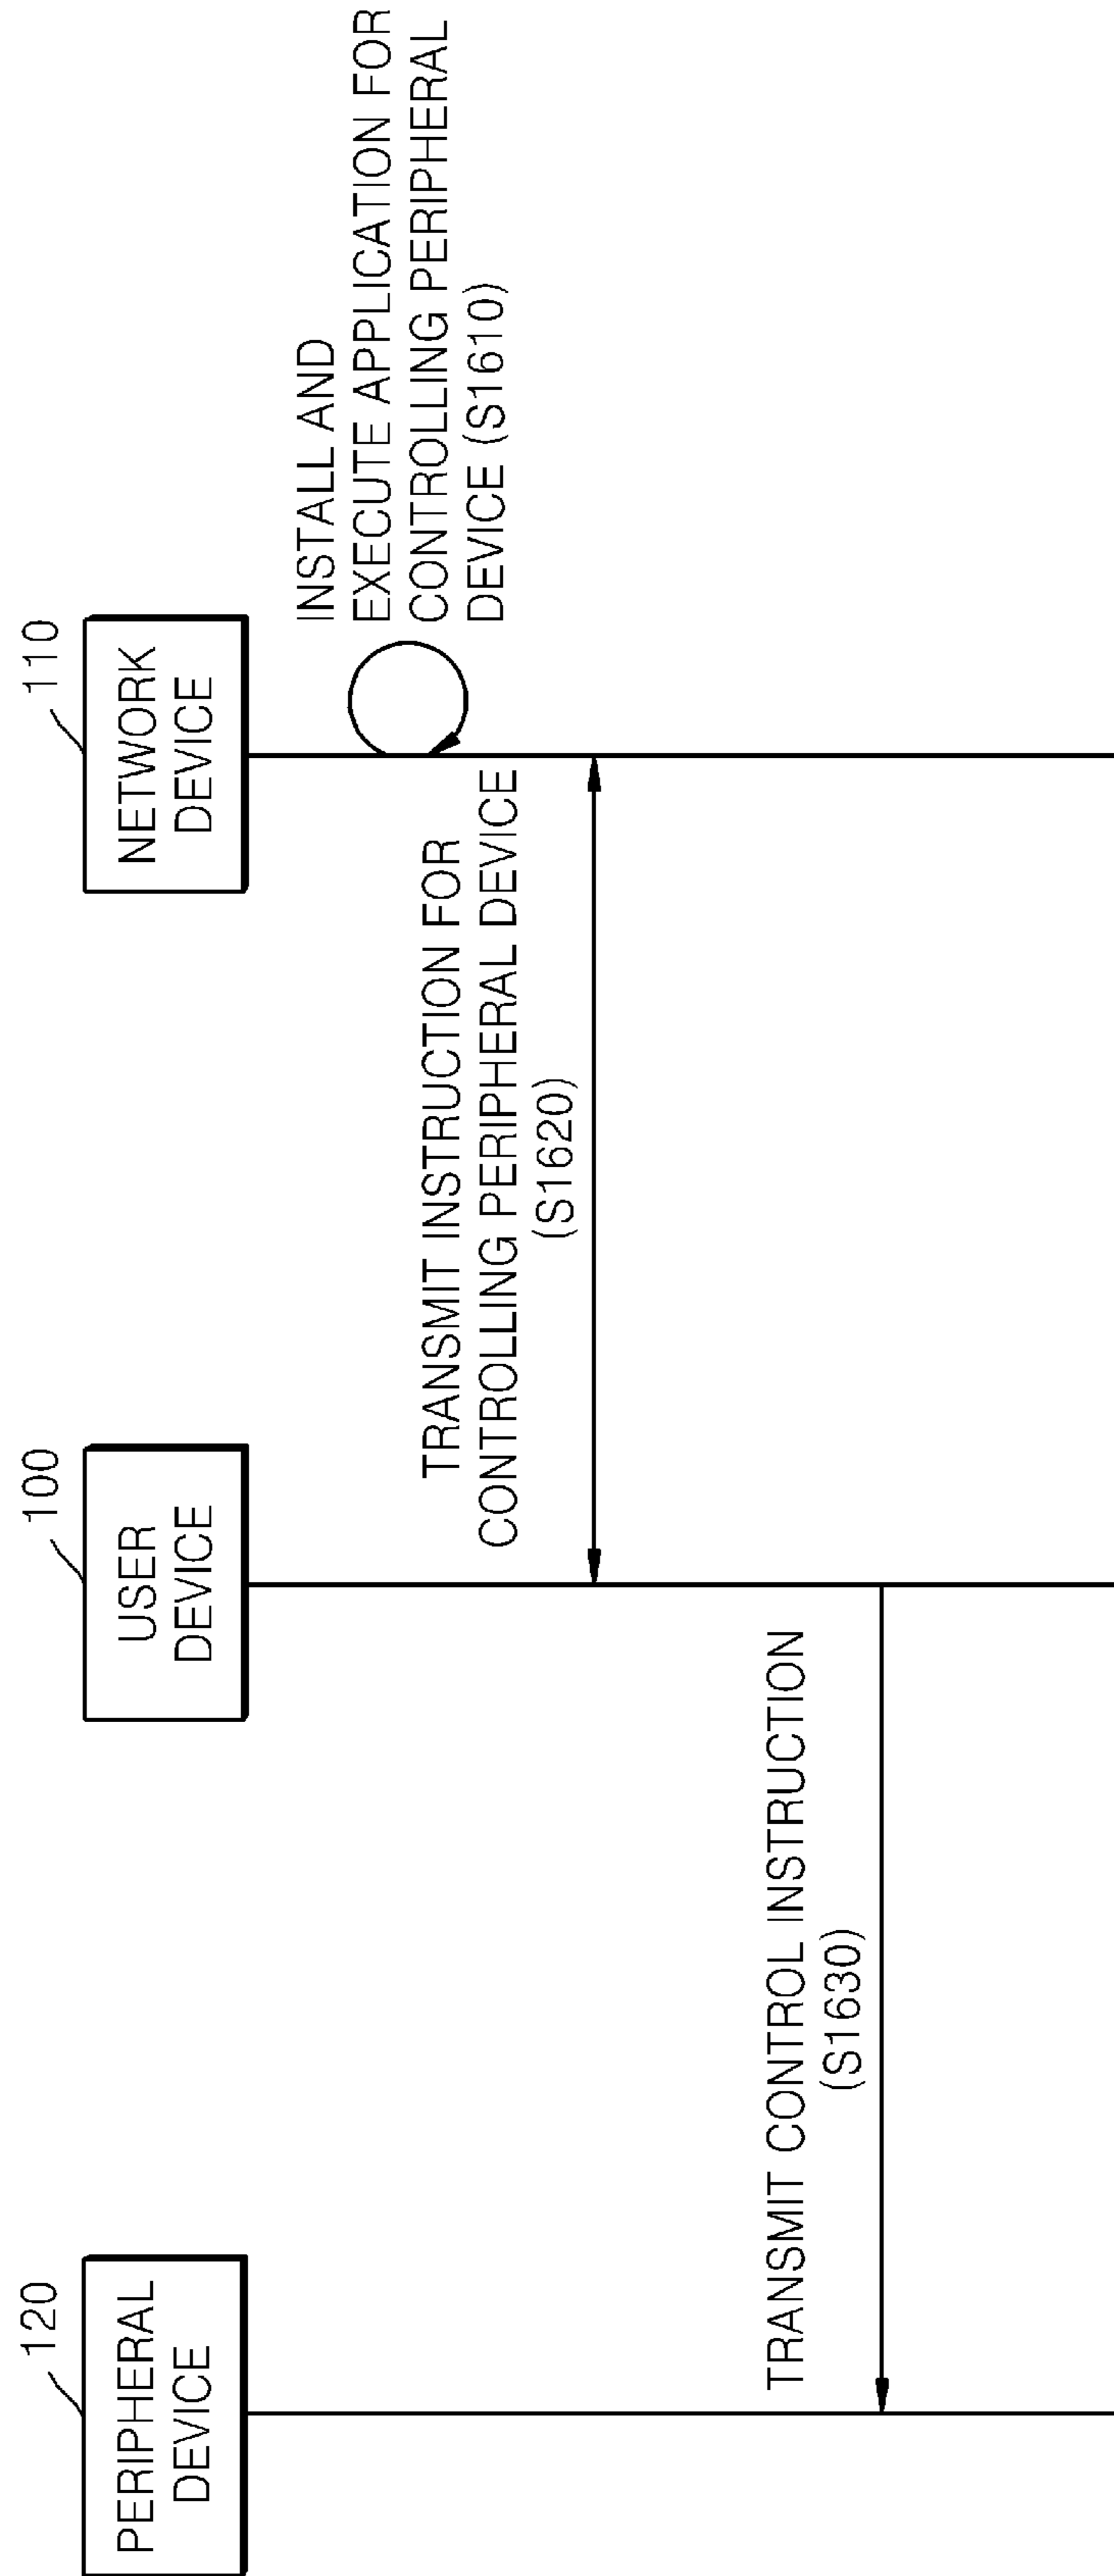 120
PERIPHERAL
DEVICE
100
USER
DEVICE
110
NETWORK
DEVICE
INSTALL AND
EXECUTE APPLICATION FOR
CONTROLLING PERIPHERAL
DEVICE (S1610)
TRANSMIT INSTRUCTION FOR
CONTROLLING PERIPHERAL DEVICE
(S1620)
TRANSMIT CONTROL INSTRUCTION
(S1630)